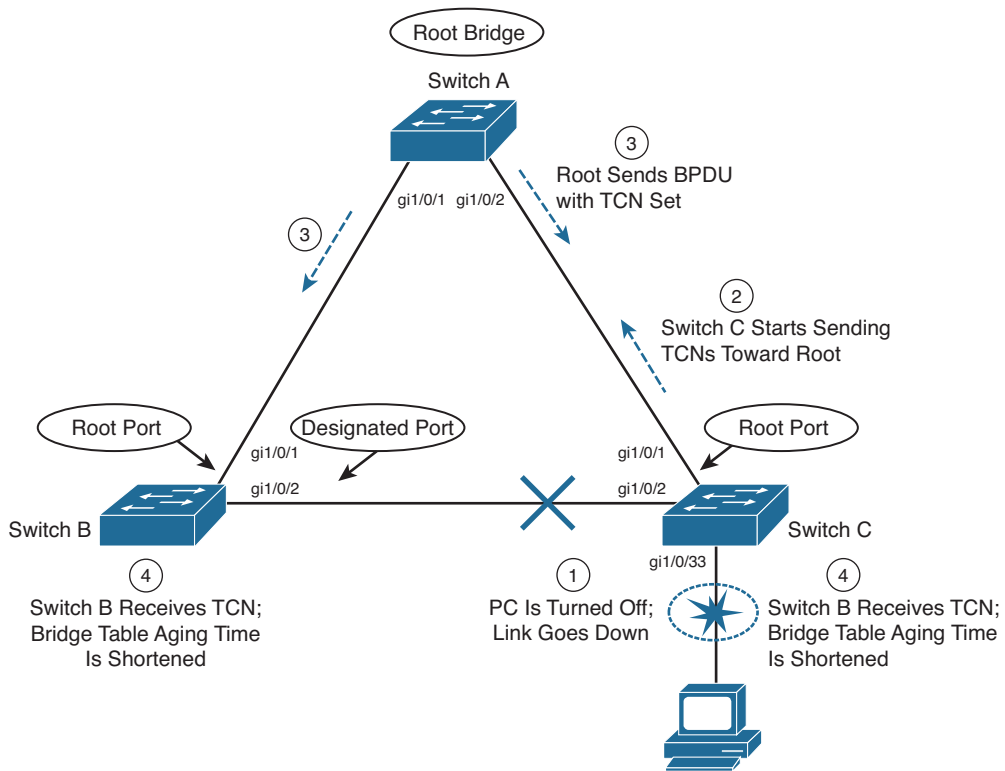 Root Bridge
Switch A
gi1/0/1
gi1/0/2
3
Root Sends BPDU
with TCN Set
3
2
Switch C Starts Sending
TCNs Toward Root
Root Port
Designated Port
Root Port
gi1/0/1
gi1/0/2
gi1/0/1
gi1/0/2
Switch B
Switch C
gi1/0/33
4
Switch B Receives TCN;
Bridge Table Aging Time
Is Shortened
1
PC Is Turned Off;
Link Goes Down
4
Switch B Receives TCN;
Bridge Table Aging Time
Is Shortened